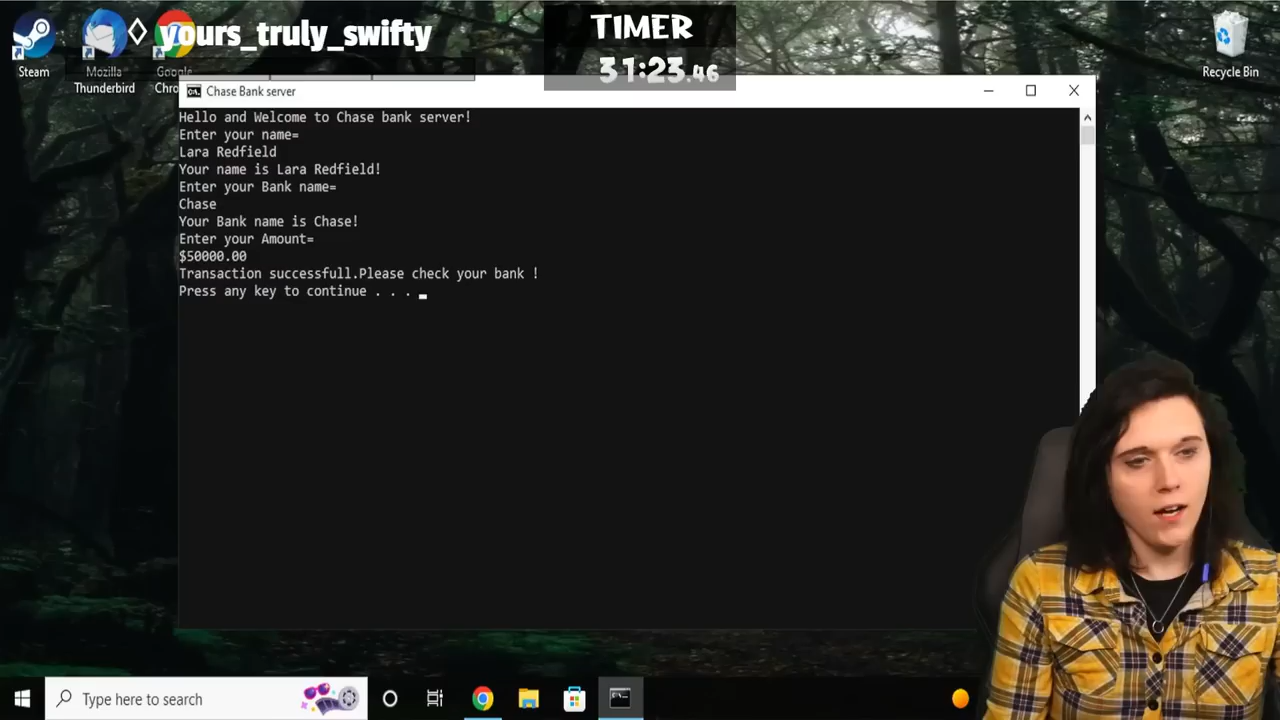 yours_truly_swifty
TIMER
31:23.46
Steam
Mozilla
Thunderbird
Google
Chro
Recycle Bin
Chase Bank server
Hello and Welcome to Chase bank server!
Enter your name=
Lara Redfield
Your name is Lara Redfield!
Enter your Bank name=
Chase
Your Bank name is Chase!
Enter your Amount=
$50000.00
Transaction successfull.Please check your bank !
Press any key to continue . . .
Type here to search